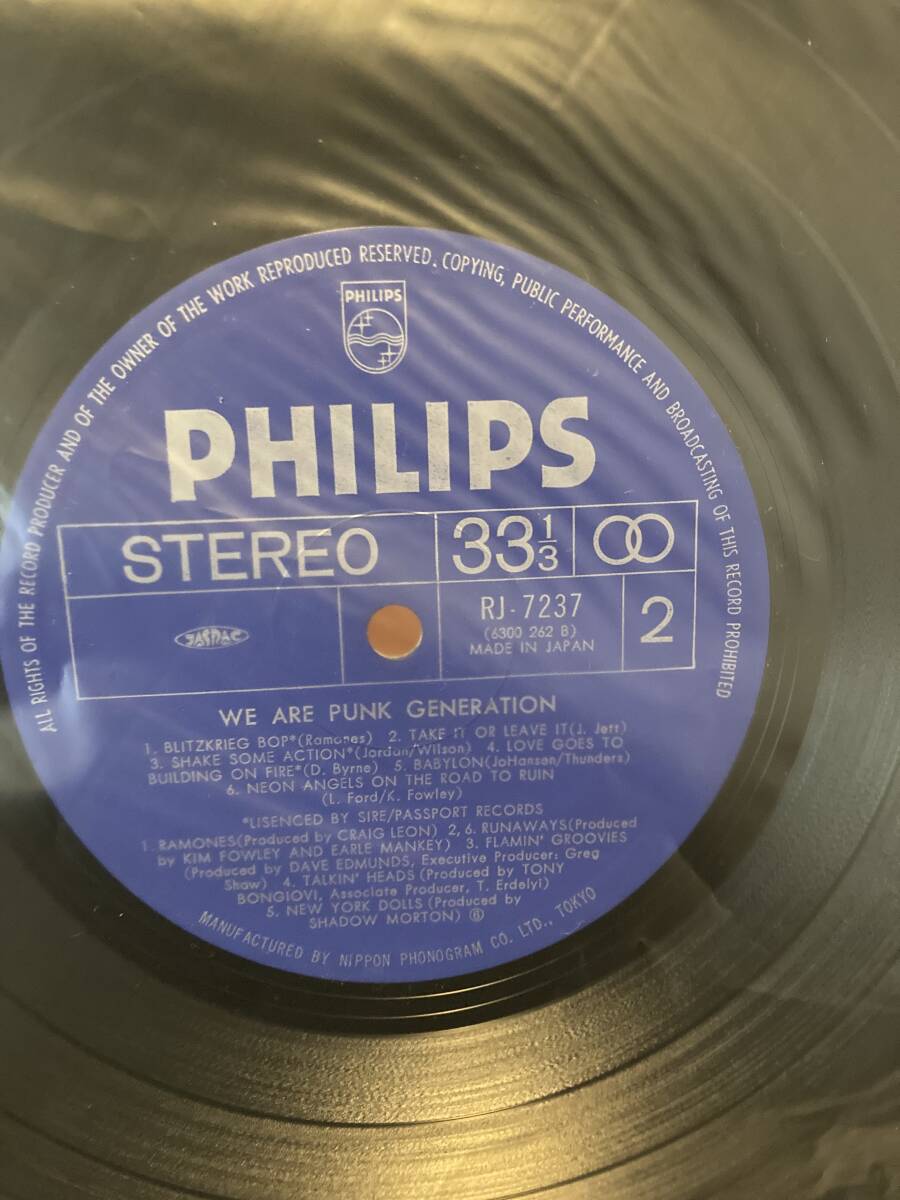 ALL RIGHTS OF THE RECORD PRODUCER AND OF THE OWNER OF THE WORK REPRODUCED RESERVED. COPYING, PUBLIC PERFORMANCE AND BROADCASTING OF THIS RECORD PROHIBITED
PHILIPS
PHILIPS
STEREO
33 1/3
JASRAC
RJ-7237
(6300 262 B)
MADE IN JAPAN
2
WE ARE PUNK GENERATION
1. BLITZKRIEG BOP*(Ramones) 2. TAKE IT OR LEAVE IT(J. Jett)
3. SHAKE SOME ACTION*(Jordan/Wilson) 4. LOVE GOES TO
BUILDING ON FIRE*(D. Byrne) 5. BABYLON(JoHansen/Thunders)
6. NEON ANGELS ON THE ROAD TO RUIN
(L. Ford/K. Fowley)
*LISENCED BY SIRE/PASSPORT RECORDS
1. RAMONES(Produced by CRAIG LEON) 2, 6. RUNAWAYS(Produced
by KIM FOWLEY AND EARLE MANKEY) 3. FLAMIN' GROOVIES
(Produced by DAVE EDMUNDS, Executive Producer: Greg
Shaw) 4. TALKIN' HEADS (Produced by TONY
BONGIOVI, Associate Producer, T. Erdelyi)
5. NEW YORK DOLLS (Produced by
SHADOW MORTON) Ⓑ
MANUFACTURED BY NIPPON PHONOGRAM CO. LTD., TOKYO